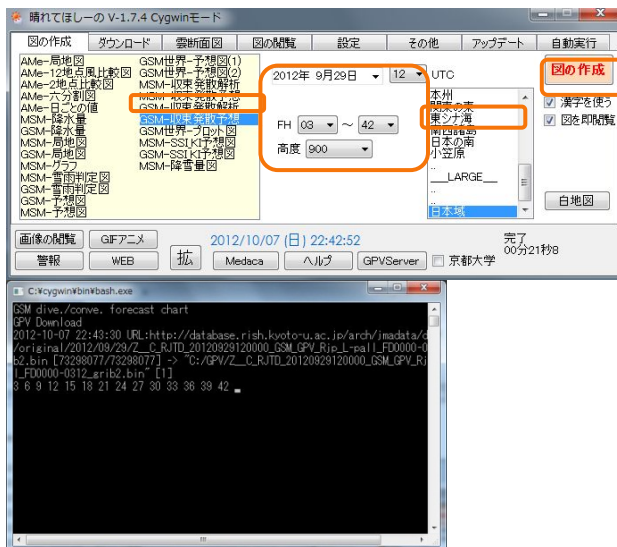 晴れてほしーの V-1.7.4 Cygwinモード
図の作成 ダウンロード 雲断面図 図の閲覧 設定 その他 アップデート 自動実行
AMe-局地図
AMe-12地点風比較図
AMe-2地点比較図
AMe-六分割図
AMe-日ごとの値
MSM-降水量
GSM-降水量
MSM-局地図
GSM-局地図
MSM-グラフ
MSM-雪雨判定図
GSM-雪雨判定図
GSM-予想図
MSM-予想図
GSM世界-予想図(1)
GSM世界-予想図(2)
MSM-収束発散解析
MSM-収束発散予想
GSM-収束発散解析
GSM-収束発散予想
GSM世界-プロット図
MSM-SSI,KI予想図
GSM-SSI,KI予想図
MSM-降雪量図
2012年 9月29日 12 UTC
FH 03 ～ 42
高度 900
本州
関東の東
東シナ海
南西諸島
日本の南
小笠原
..
__LARGE__
..
日本域
図の作成
漢字を使う
図を即閲覧
白地図
画像の閲覧 GIFアニメ 2012/10/07 (日) 22:42:52 完了
00分21秒8
警報 WEB 拡 Medaca ヘルプ GPVServer 京都大学
C:¥cygwin¥bin¥bash.exe
GSM dive./conve. forecast chart
GPV Download
2012-10-07 22:43:30 URL:http://database.rish.kyoto-u.ac.jp/arch/jmadata/d
/original/2012/09/29/Z__C_RJTD_20120929120000_GSM_GPV_Rjp_L-pall_FD0000-0
b2.bin [73298077/73298077] -> "C:/GPV/Z__C_RJTD_20120929120000_GSM_GPV_Rj
l_FD0000-0312_grib2.bin" [1]
3 6 9 12 15 18 21 24 27 30 33 36 39 42